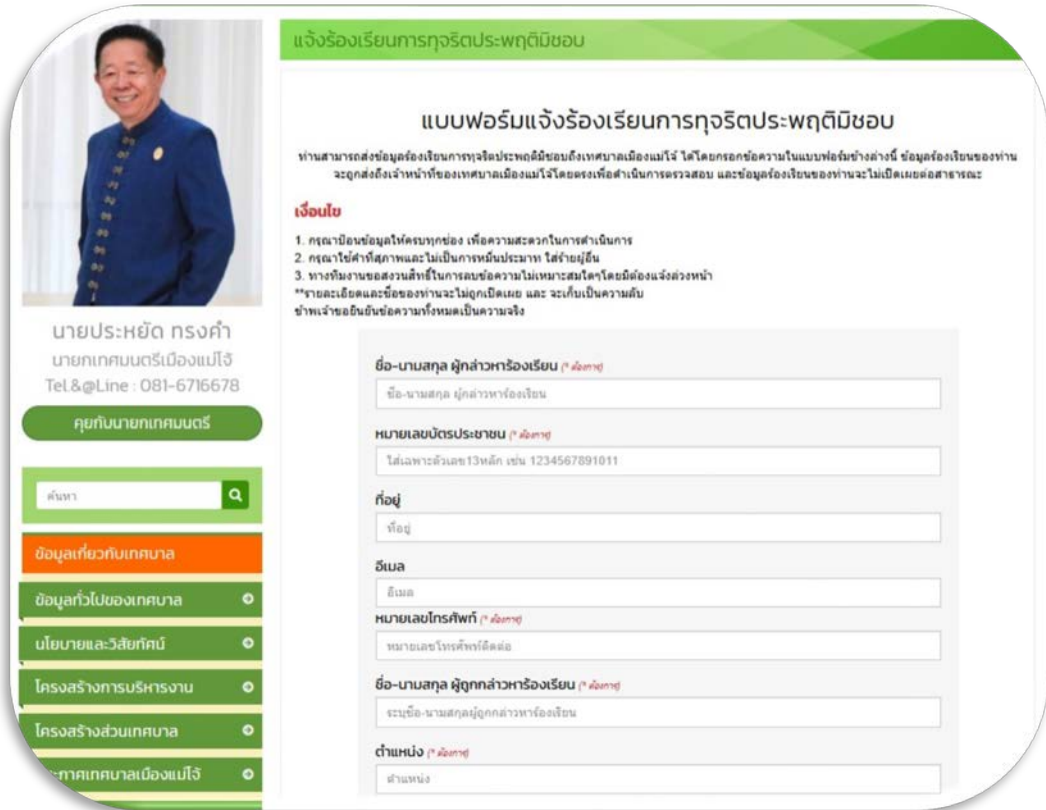 แจ้งร้องเรียนการทุจริตประพฤติมิชอบ
แบบฟอร์มแจ้งร้องเรียนการทุจริตประพฤติมิชอบ
ท่านสามารถส่งข้อมูลร้องเรียนการทุจริตประพฤติมิชอบถึงเทศบาลเมืองแม่โจ้ ได้โดยกรอกข้อความในแบบฟอร์มข้างล่างนี้ ข้อมูลร้องเรียนของท่าน
จะถูกส่งถึงเจ้าหน้าที่ของเทศบาลเมืองแม่โจ้โดยตรงเพื่อดำเนินการตรวจสอบ และข้อมูลร้องเรียนของท่านจะไม่เปิดเผยต่อสาธารณะ
เงื่อนไข
1. กรุณาป้อนข้อมูลให้ครบทุกช่อง เพื่อความสะดวกในการดำเนินการ
2. กรุณาใช้คำที่สุภาพและไม่เป็นการหมิ่นประมาท ใส่ร้ายผู้อื่น
3. ทางทีมงานขอสงวนสิทธิ์ในการลบข้อความไม่เหมาะสมใดๆโดยมิต้องแจ้งล่วงหน้า
**รายละเอียดและชื่อของท่านจะไม่ถูกเปิดเผย และ จะเก็บเป็นความลับ
ข้าพเจ้าขอยืนยันข้อความทั้งหมดเป็นความจริง
ชื่อ-นามสกุล ผู้กล่าวหาร้องเรียน (* ต้องการ)
ชื่อ-นามสกุล ผู้กล่าวหาร้องเรียน
หมายเลขบัตรประชาชน (* ต้องการ)
ใส่เฉพาะตัวเลข13หลัก เช่น 1234567891011
ที่อยู่
ที่อยู่
อีเมล
อีเมล
หมายเลขโทรศัพท์ (* ต้องการ)
หมายเลขโทรศัพท์ติดต่อ
ชื่อ-นามสกุล ผู้ถูกกล่าวหาร้องเรียน (* ต้องการ)
ระบุชื่อ-นามสกุลผู้ถูกกล่าวหาร้องเรียน
ตำแหน่ง (* ต้องการ)
ตำแหน่ง
นายประหยัด ทรงคำ
นายกเทศมนตรีเมืองแม่โจ้
Tel.&@Line : 081-6716678
คุยกับนายกเทศมนตรี
ค้นหา
ข้อมูลเกี่ยวกับเทศบาล
ข้อมูลทั่วไปของเทศบาล
นโยบายและวิสัยทัศน์
โครงสร้างการบริหารงาน
โครงสร้างส่วนเทศบาล
เทศบาลเมืองแม่โจ้